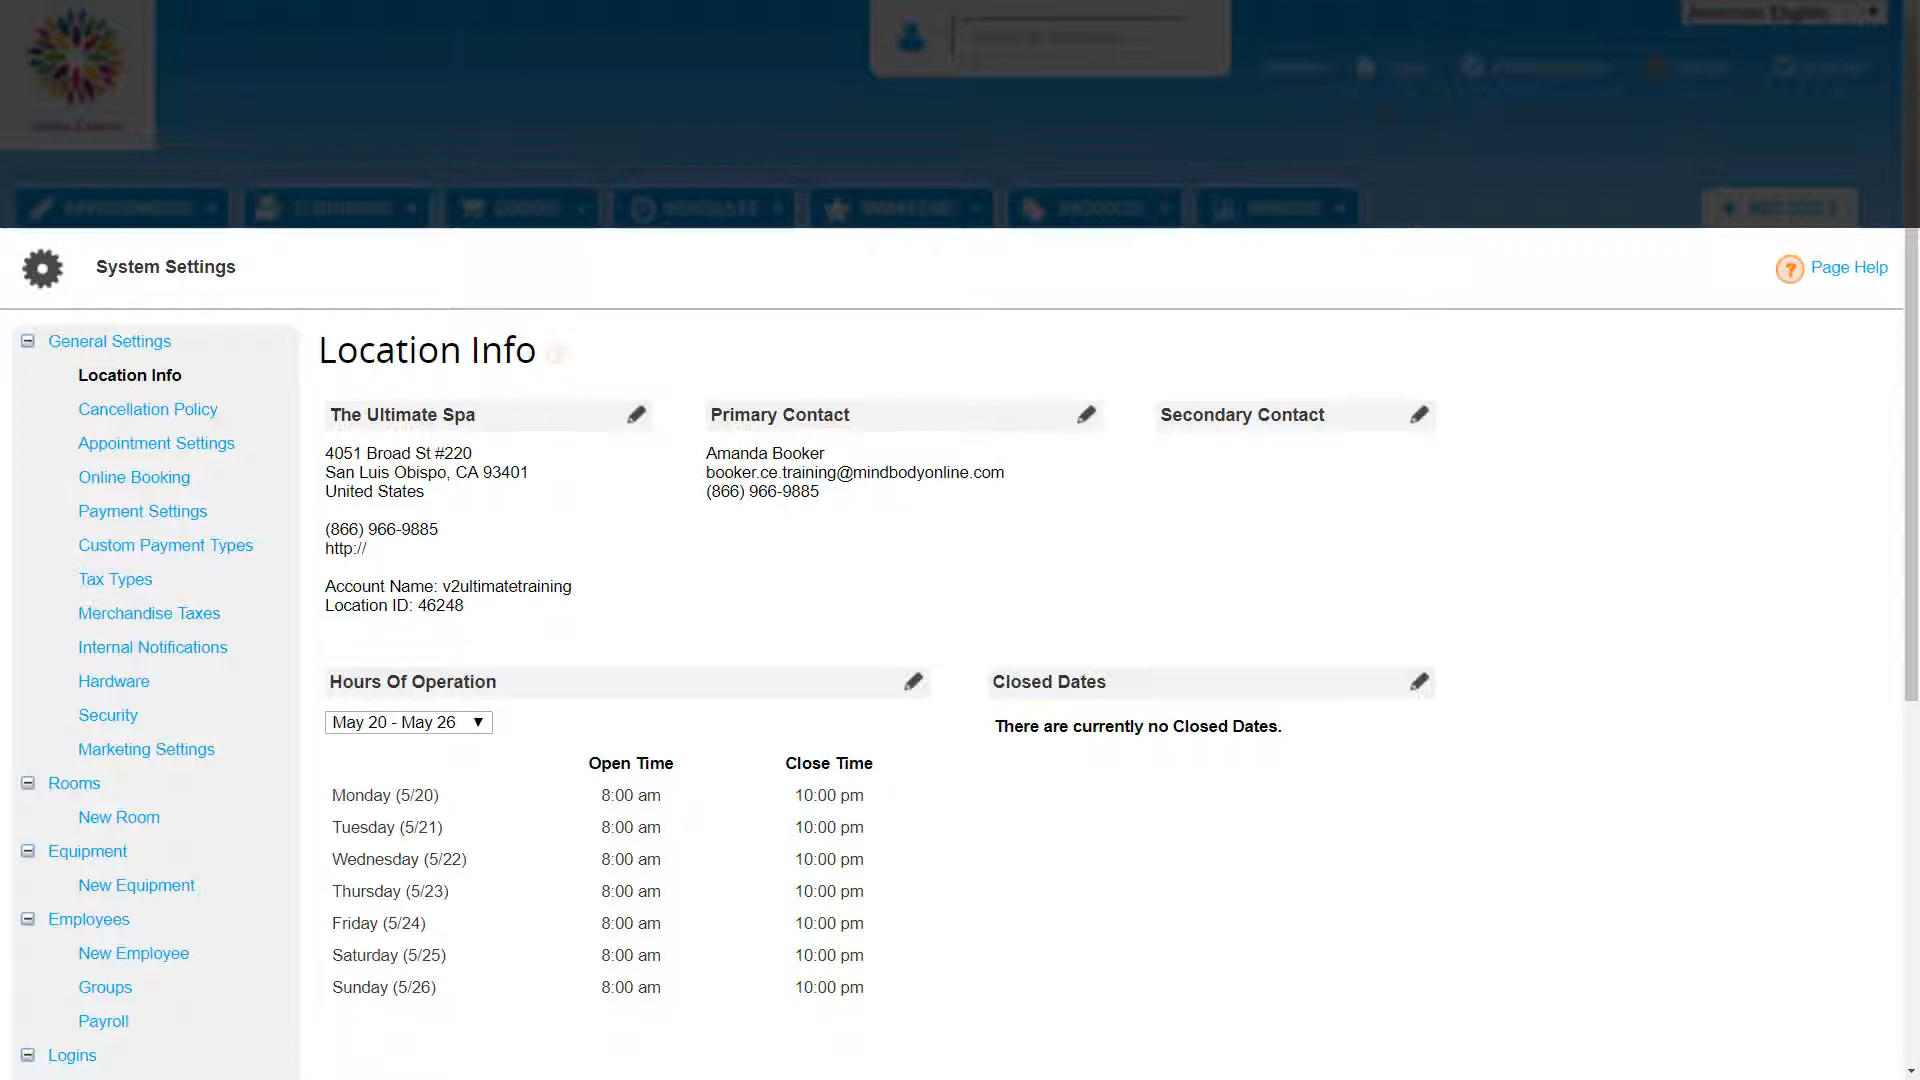 System Settings
Page Help
General Settings
Location Info
Cancellation Policy
Appointment Settings
Online Booking
Payment Settings
Custom Payment Types
Tax Types
Merchandise Taxes
Internal Notifications
Hardware
Security
Marketing Settings
Rooms
New Room
Equipment
New Equipment
Employees
New Employee
Groups
Payroll
Logins
Location Info
The Ultimate Spa
4051 Broad St #220
San Luis Obispo, CA 93401
United States
(866) 966-9885
http://
Account Name: v2ultimatetraining
Location ID: 46248
Primary Contact
Amanda Booker
booker.ce.training@mindbodyonline.com
(866) 966-9885
Secondary Contact
Hours Of Operation
May 20 - May 26
Open Time Close Time
Monday (5/20) 8:00 am 10:00 pm
Tuesday (5/21) 8:00 am 10:00 pm
Wednesday (5/22) 8:00 am 10:00 pm
Thursday (5/23) 8:00 am 10:00 pm
Friday (5/24) 8:00 am 10:00 pm
Saturday (5/25) 8:00 am 10:00 pm
Sunday (5/26) 8:00 am 10:00 pm
Closed Dates
There are currently no Closed Dates.